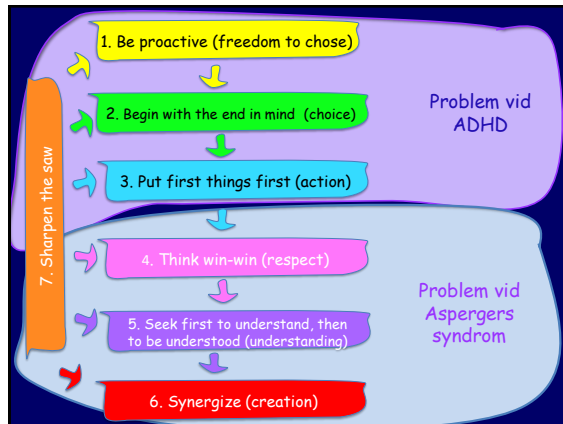 1. Be proactive (freedom to chose)
2. Begin with the end in mind (choice)
3. Put first things first (action)
Problem vid
ADHD
7. Sharpen the saw
4. Think win-win (respect)
5. Seek first to understand, then
to be understood (understanding)
6. Synergize (creation)
Problem vid
Aspergers
syndrom